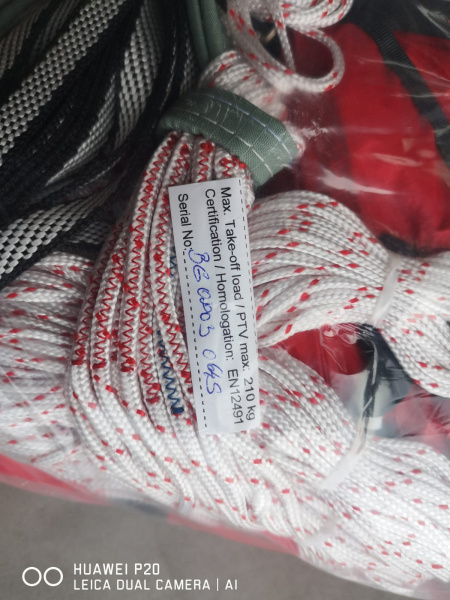 Max. Take-off load / PTV max: 210 kg
Certification / Homologation: EN12491
Serial No:
HUAWEI P20
LEICA DUAL CAMERA | AI